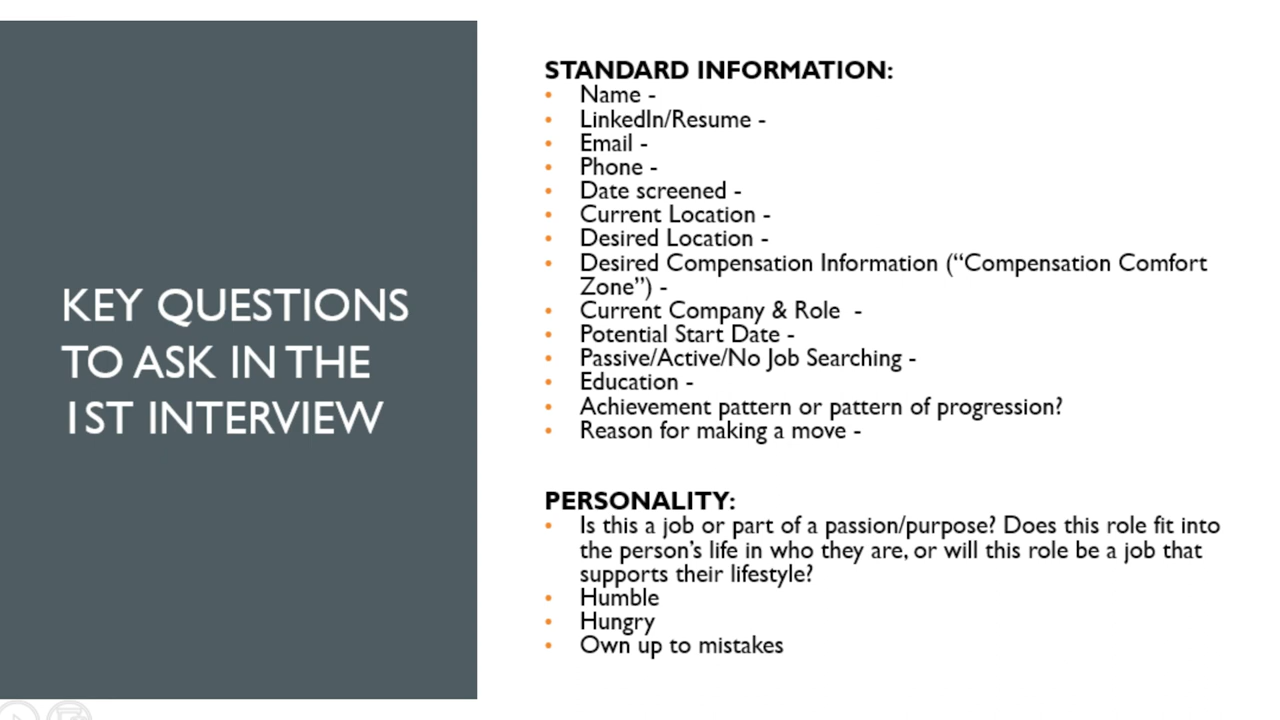 KEY QUESTIONS
TO ASK IN THE
1ST INTERVIEW
STANDARD INFORMATION:
• Name -
• LinkedIn/Resume -
• Email -
• Phone -
• Date screened -
• Current Location -
• Desired Location -
• Desired Compensation Information (“Compensation Comfort
Zone”) -
• Current Company & Role  -
• Potential Start Date -
• Passive/Active/No Job Searching -
• Education -
• Achievement pattern or pattern of progression?
• Reason for making a move -
PERSONALITY:
• Is this a job or part of a passion/purpose? Does this role fit into
the person’s life in who they are, or will this role be a job that
supports their lifestyle?
• Humble
• Hungry
• Own up to mistakes